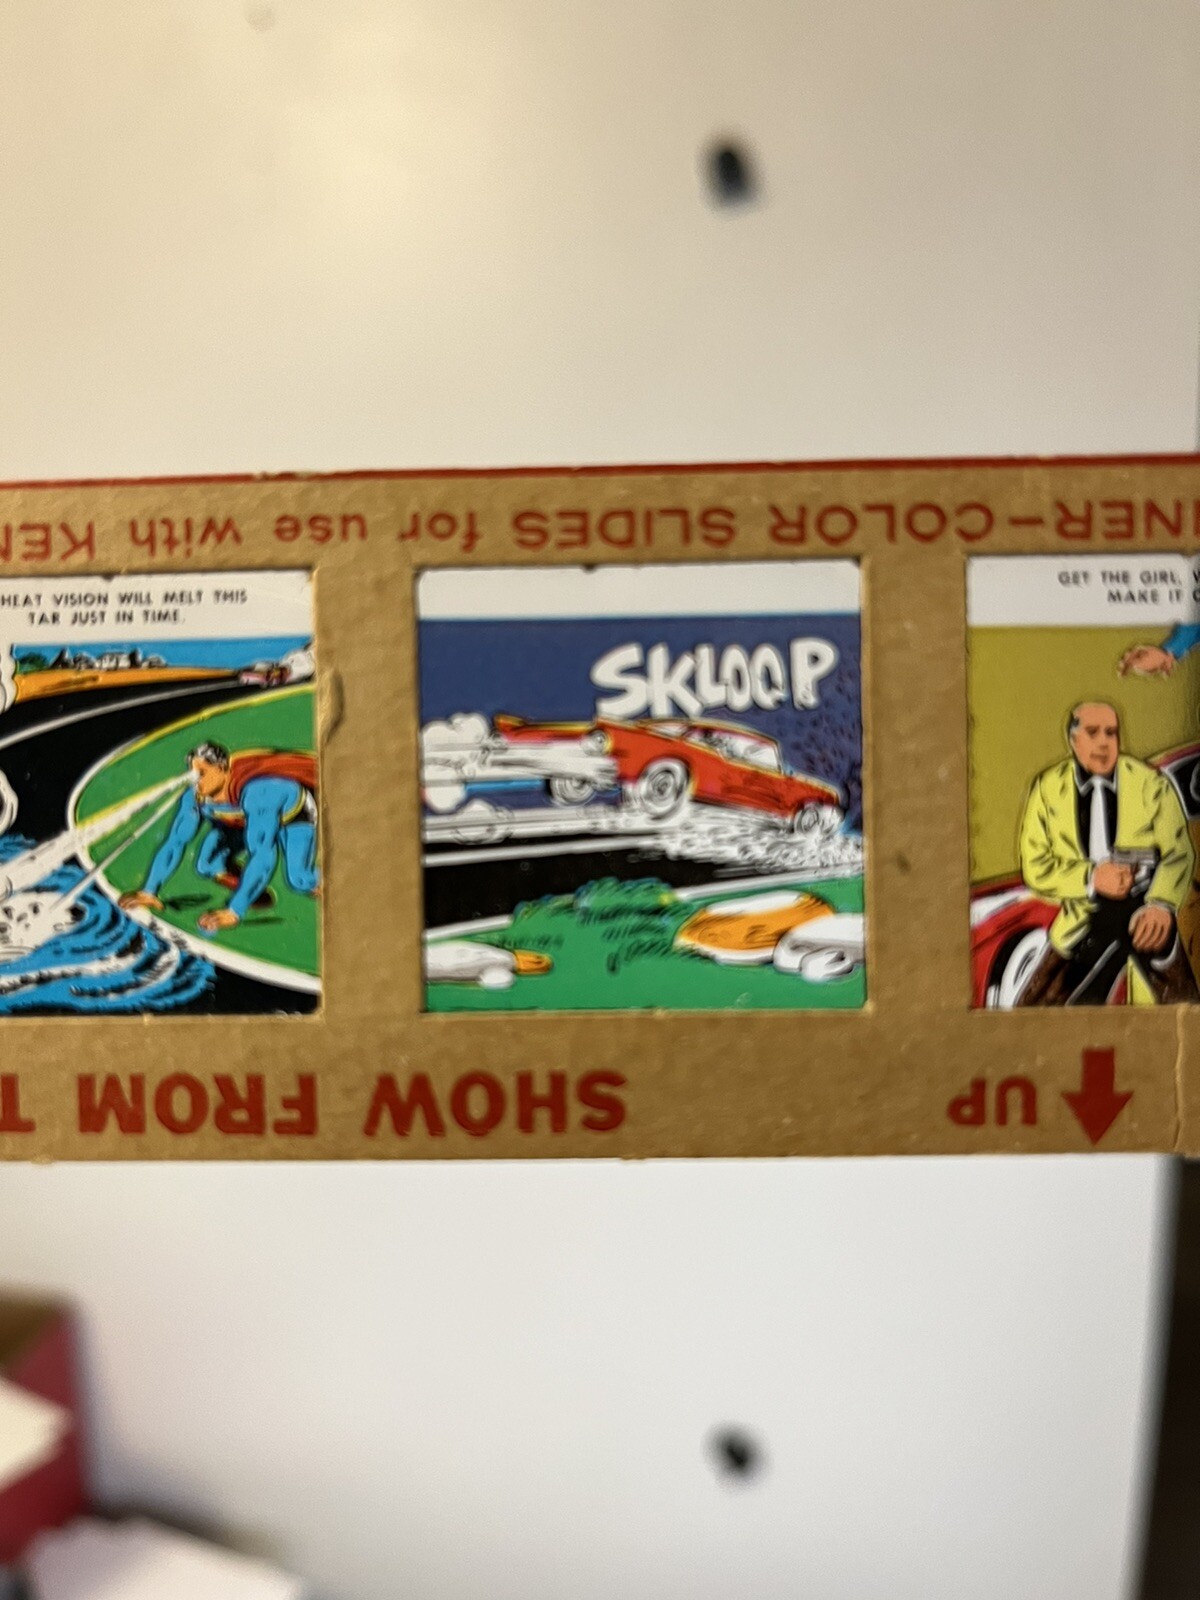 NER-COLOR SLIDES for use with KEN
HEAT VISION WILL MELT THIS
TAR JUST IN TIME.
SKLOOP
GET THE GIRL,
MAKE IT
SHOW FROM T
UP